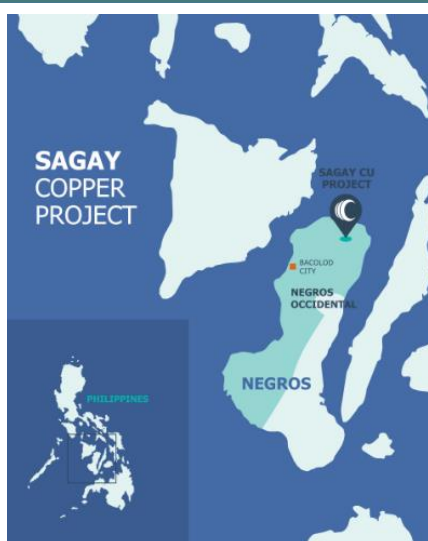 SAGAY
COPPER
PROJECT
SAGAY CU
PROJECT
BACOLOD
CITY
NEGROS
OCCIDENTAL
NEGROS
PHILIPPINES